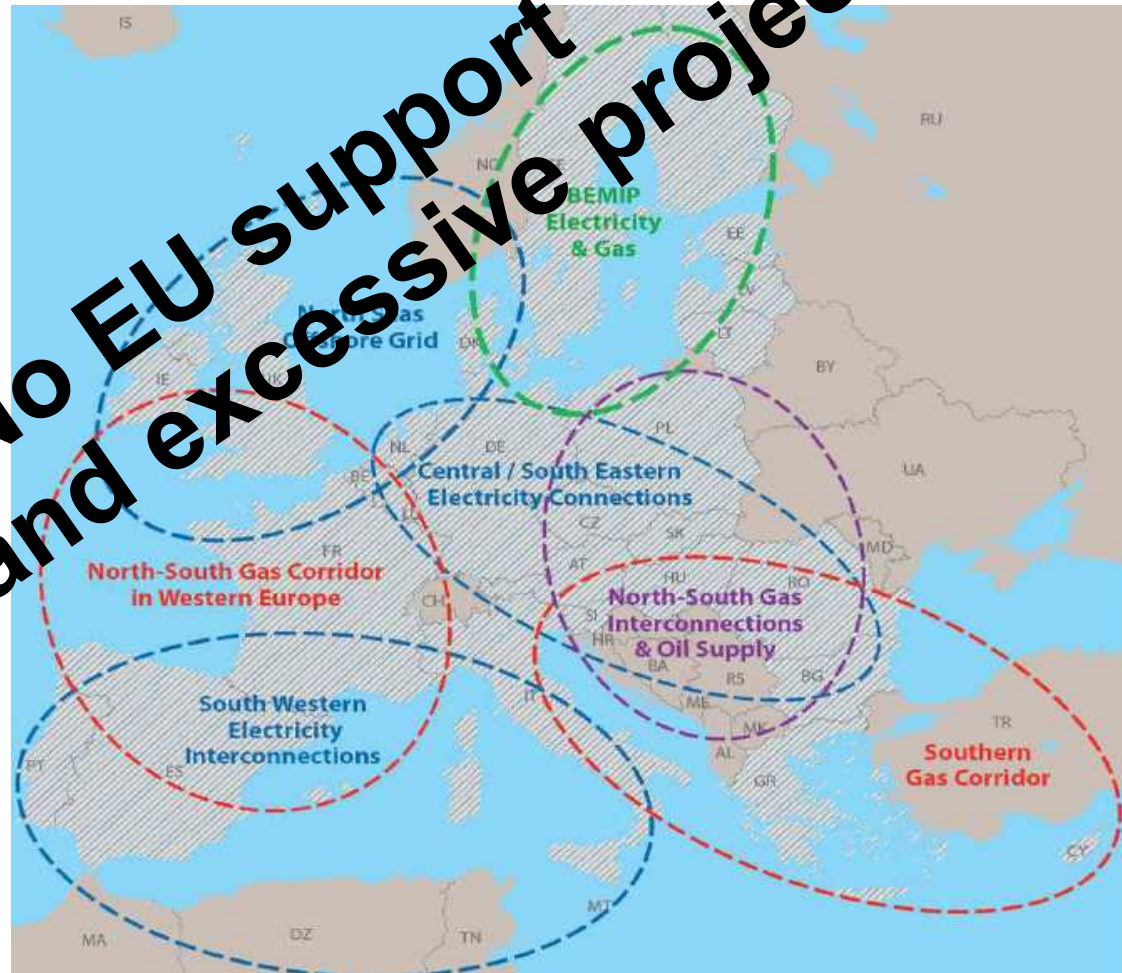 IS
No EU support
and excessive proje
RU
NO
SE
BEMIP
Electricity
& Gas
EE
LV
North Seas
Offshore Grid
DK
LT
IE
UK
BY
PL
NL
DE
BE
Central / South Eastern
Electricity Connections
UA
LU
CZ
SK
FR
AT
MD
North-South Gas Corridor
in Western Europe
HU
RO
CH
North-South Gas
Interconnections
& Oil Supply
SI
HR
BA
RS
BG
IT
ME
South Western
Electricity
Interconnections
MK
TR
AL
Southern
Gas Corridor
PT
ES
GR
CY
MT
MA
DZ
TN